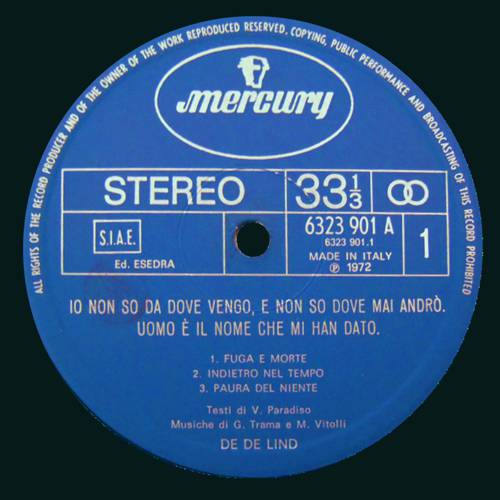 ALL RIGHTS OF THE RECORD PRODUCER AND OF THE OWNER OF THE WORK REPRODUCED RESERVED. COPYING, PUBLIC PERFORMANCE AND BROADCASTING OF THIS RECORD PROHIBITED
mercury
STEREO
33 1/3
6323 901 A
6323 901.1
MADE IN ITALY
℗ 1972
1
S.I.A.E.
Ed. ESEDRA
IO NON SO DA DOVE VENGO, E NON SO DOVE MAI ANDRÒ.
UOMO È IL NOME CHE MI HAN DATO.
1. FUGA E MORTE
2. INDIETRO NEL TEMPO
3. PAURA DEL NIENTE
Testi di V. Paradiso
Musiche di G. Trama e M. Vitolli
DE DE LIND